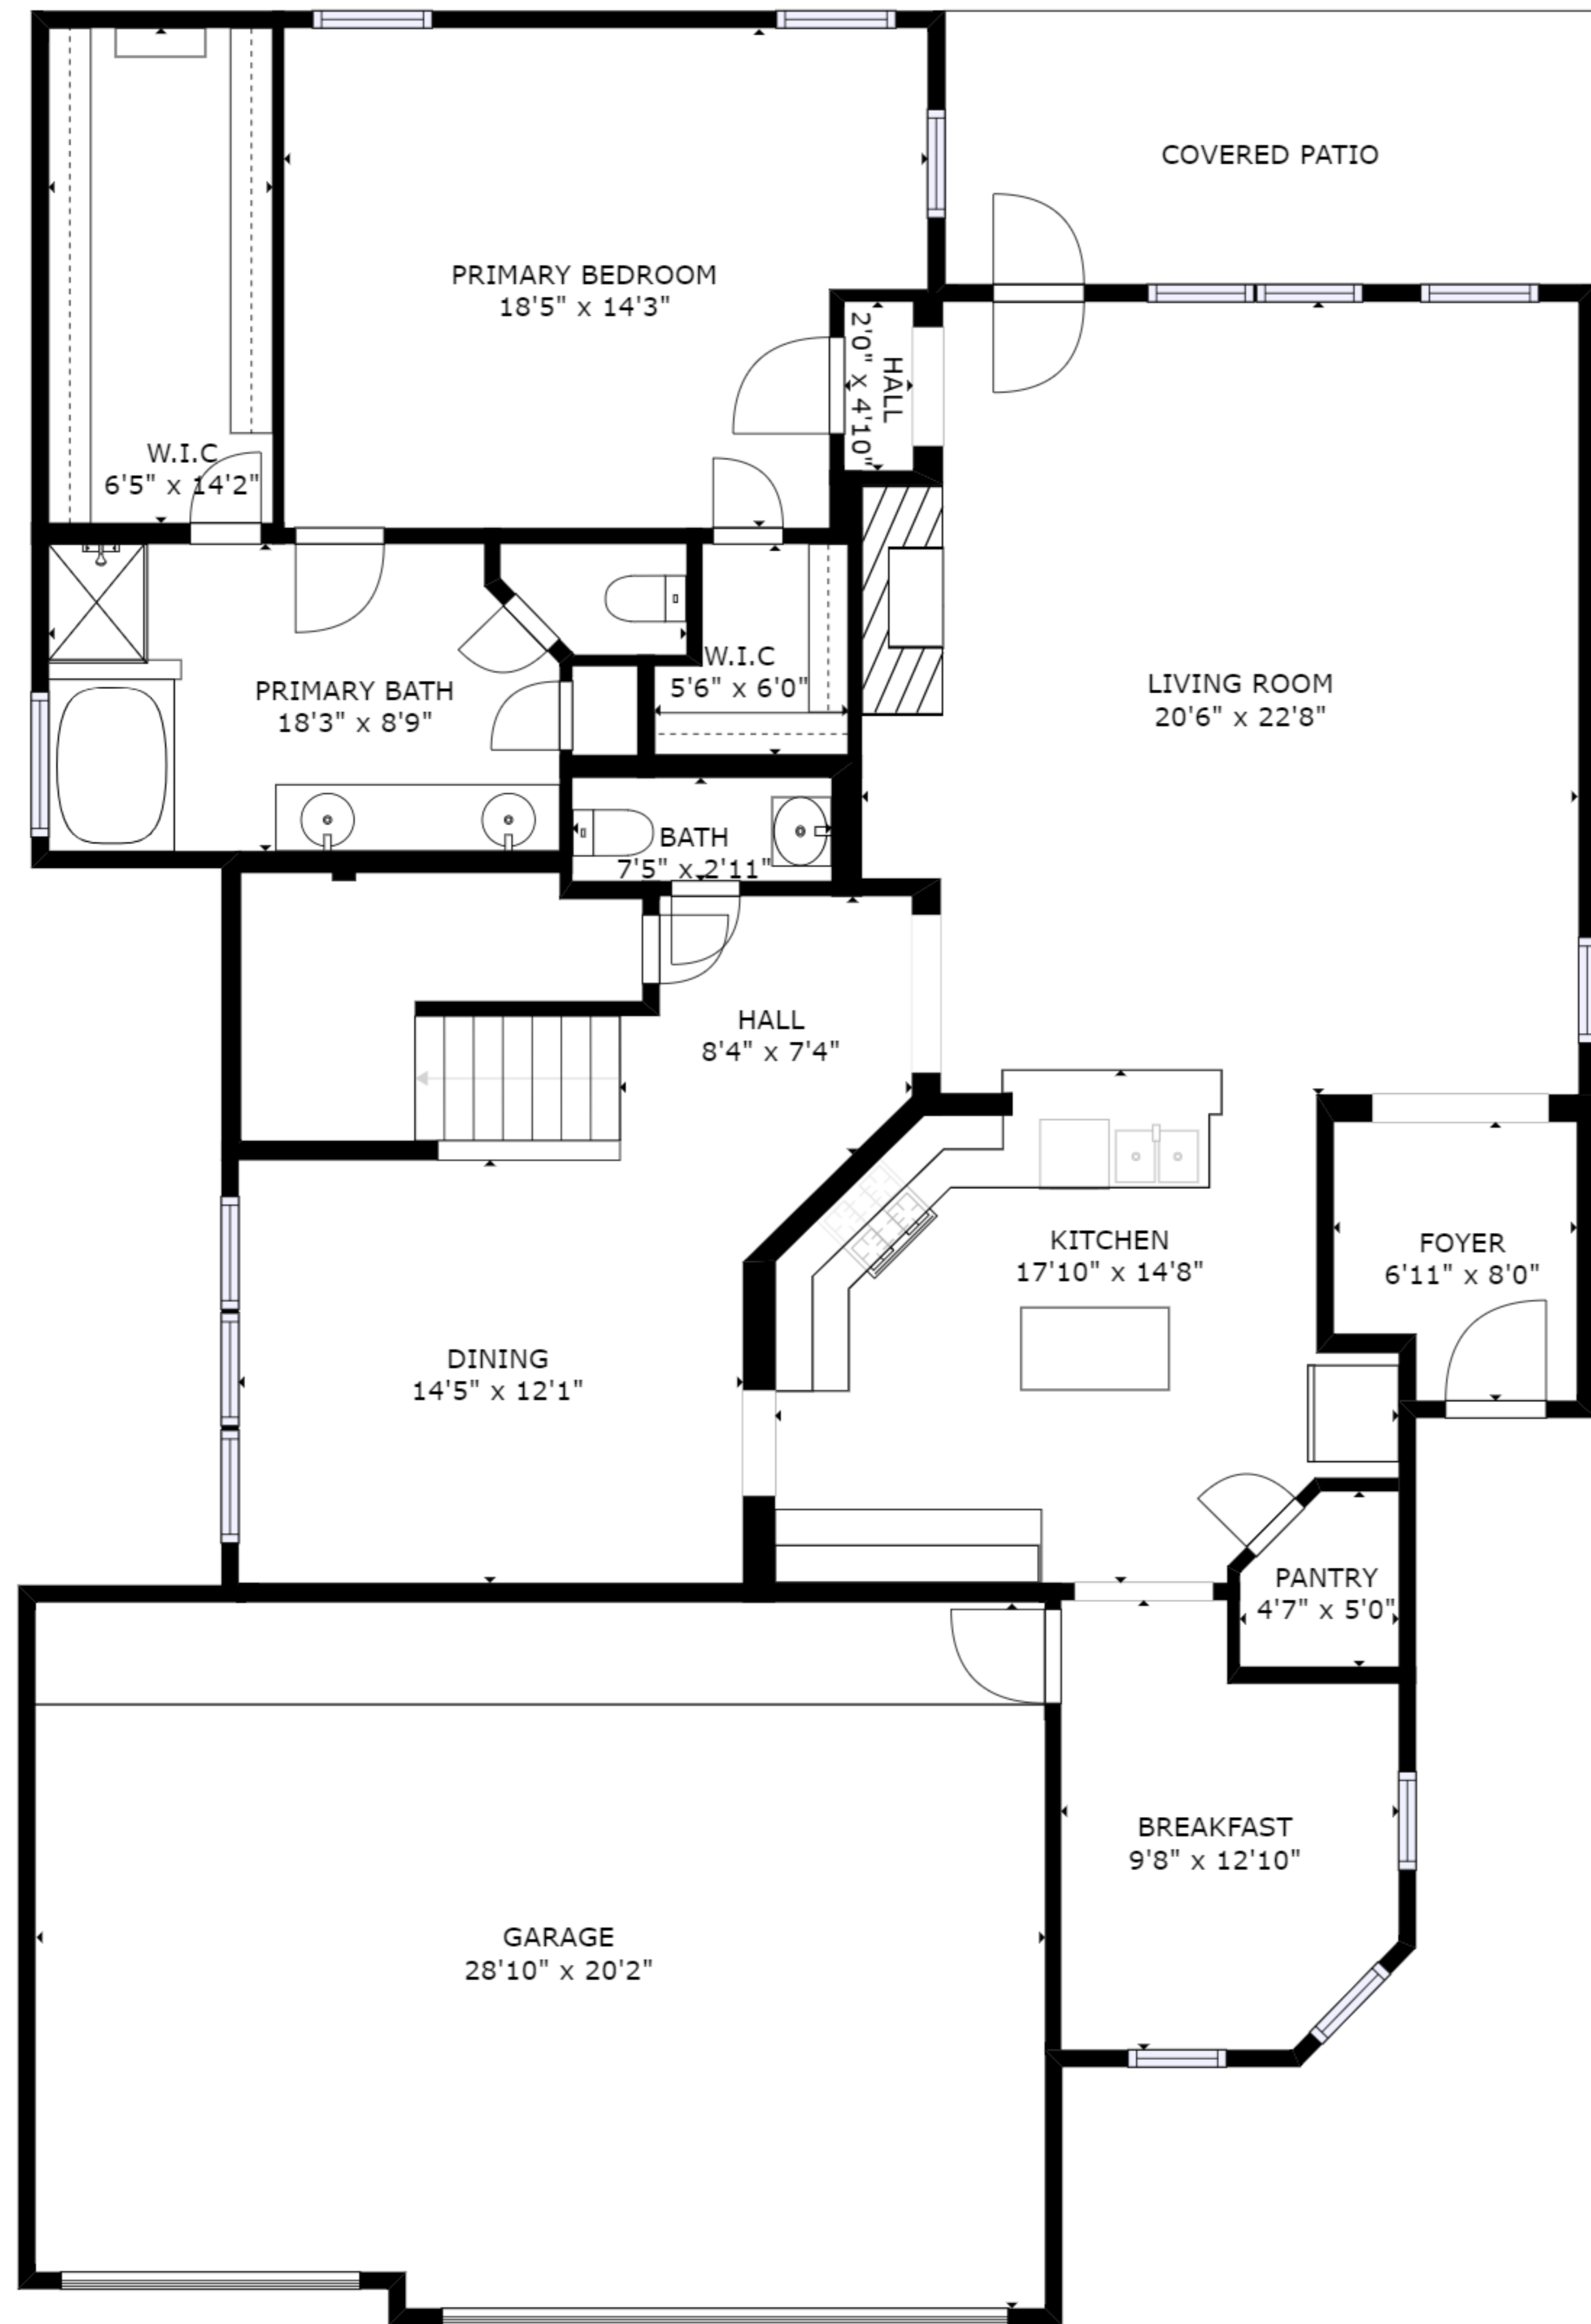 COVERED PATIO
PRIMARY BEDROOM
18'5" x 14'3"
HALL
2'0" x 4'10"
W.I.C
6'5" x 14'2"
W.I.C
5'6" x 6'0"
PRIMARY BATH
18'3" x 8'9"
LIVING ROOM
20'6" x 22'8"
BATH
7'5" x 2'11"
HALL
8'4" x 7'4"
KITCHEN
17'10" x 14'8"
FOYER
6'11" x 8'0"
DINING
14'5" x 12'1"
PANTRY
4'7" x 5'0"
BREAKFAST
9'8" x 12'10"
GARAGE
28'10" x 20'2"